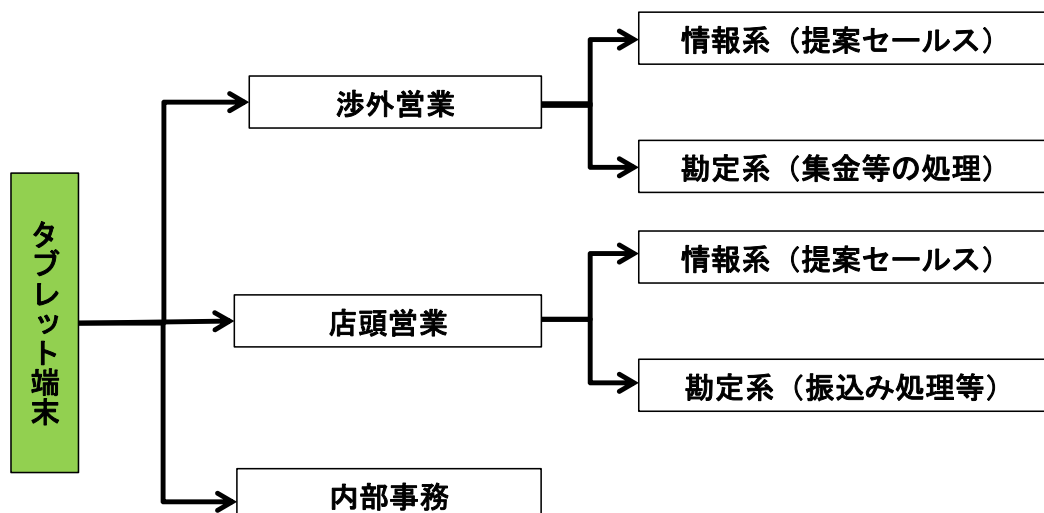 タブレット端末
渉外営業
情報系（提案セールス）
勘定系（集金等の処理）
店頭営業
情報系（提案セールス）
勘定系（振込み処理等）
内部事務